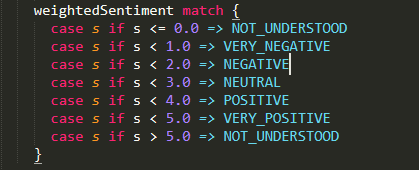 weightedSentiment match {
case s if s <= 0.0 => NOT_UNDERSTOOD
case s if s < 1.0 => VERY_NEGATIVE
case s if s < 2.0 => NEGATIVE
case s if s < 3.0 => NEUTRAL
case s if s < 4.0 => POSITIVE
case s if s < 5.0 => VERY_POSITIVE
case s if s > 5.0 => NOT_UNDERSTOOD
}